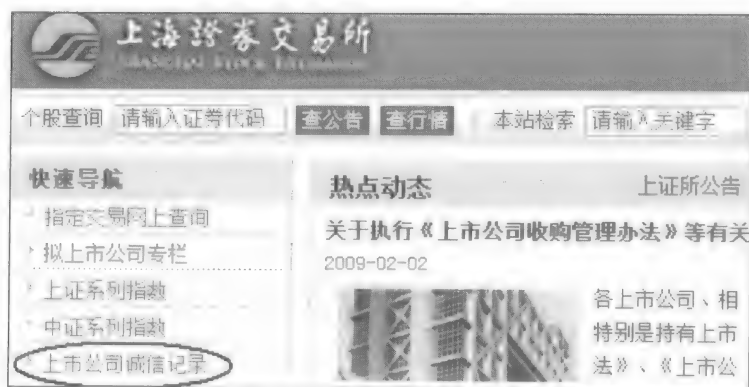 上海證券交易所
个股查询 请输入证券代码 查公告 查行情 本站检索 请输入关键字
快速导航
指定交易网上查询
拟上市公司专栏
上证系列指数
中证系列指数
上市公司诚信记录
热点动态 上证所公告
关于执行《上市公司收购管理办法》等有关
2009-02-02
各上市公司、相
特别是持有上市
法》、《上市公